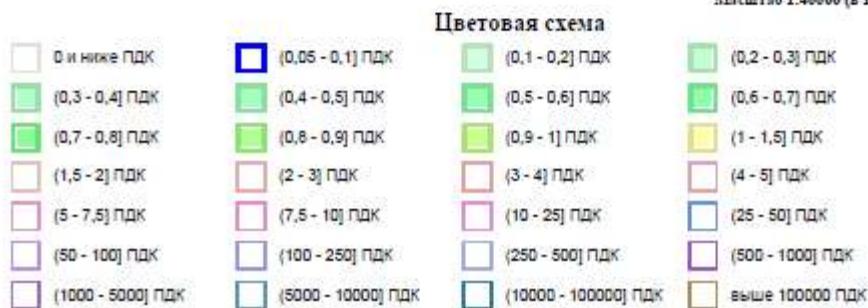 Цветовая схема
0 и ниже ПДК (0,05 - 0,1] ПДК (0,1 - 0,2] ПДК (0,2 - 0,3] ПДК
(0,3 - 0,4] ПДК (0,4 - 0,5] ПДК (0,5 - 0,6] ПДК (0,6 - 0,7] ПДК
(0,7 - 0,8] ПДК (0,8 - 0,9] ПДК (0,9 - 1] ПДК (1 - 1,5] ПДК
(1,5 - 2] ПДК (2 - 3] ПДК (3 - 4] ПДК (4 - 5] ПДК
(5 - 7,5] ПДК (7,5 - 10] ПДК (10 - 25] ПДК (25 - 50] ПДК
(50 - 100] ПДК (100 - 250] ПДК (250 - 500] ПДК (500 - 1000] ПДК
(1000 - 5000] ПДК (5000 - 10000] ПДК (10000 - 100000] ПДК выше 100000 ПДК